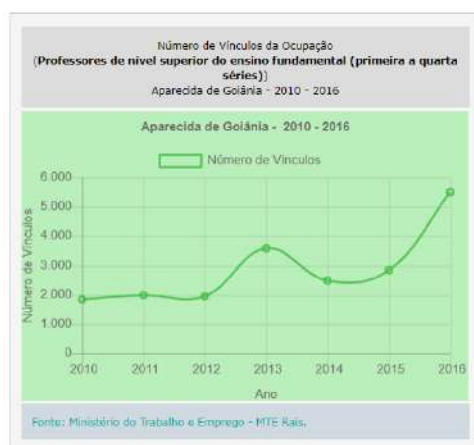 Número de Vínculos da Ocupação
(Professores de nível superior do ensino fundamental (primeira a quarta
séries))
Aparecida de Goiânia - 2010 - 2016
Aparecida de Goiânia - 2010 - 2016
Número de Vínculos
6.000
5.000
4.000
3.000
2.000
1.000
0
Número de Vínculos
2010 2011 2012 2013 2014 2015 2016
Ano
Fonte: Ministério do Trabalho e Emprego - MTE Rais.